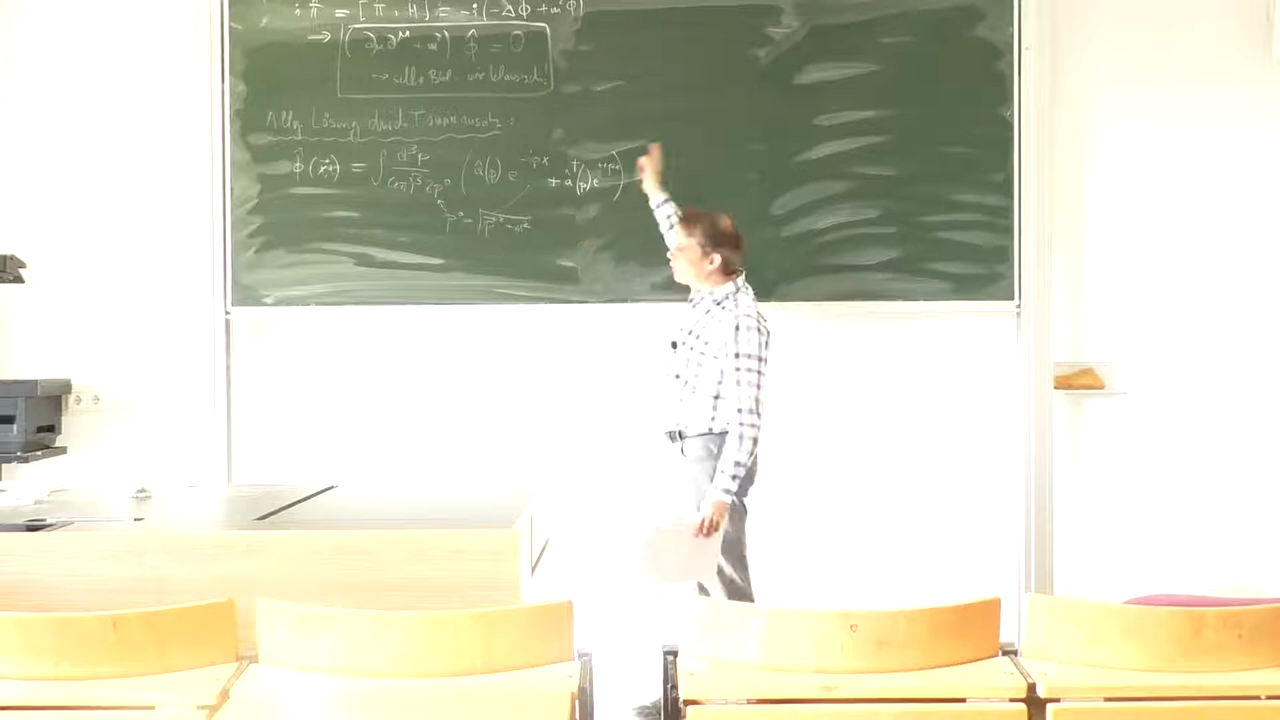 i π̇̂ = [π̂, H] = -i(-Δϕ + m²ϕ)
→ (∂μ∂^μ + m²) ϕ̂ = 0
→ selbe Bwl. wie klassisch!
Allg. Lösung durch Fourieransatz:
ϕ̂(x⃗,t) = ∫ d³p/((2π)³ 2p⁰) (â(p) e^{-ipx} + â†(p) e^{+ipx})
p⁰ = √(p⃗² - m²)